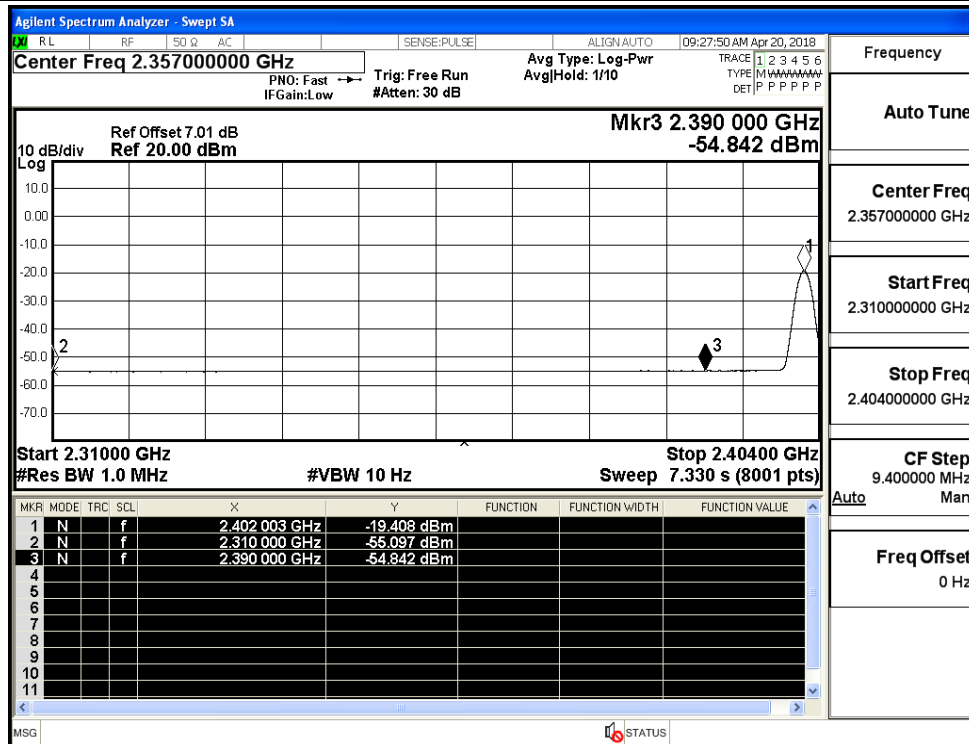 Agilent Spectrum Analyzer - Swept SA
LXI RL RF 50 Ω AC SENSE:PULSE ALIGN AUTO 09:27:50 AM Apr 20, 2018
Center Freq 2.357000000 GHz
PNO: Fast
IFGain:Low
Trig: Free Run
#Atten: 30 dB
Avg Type: Log-Pwr
Avg|Hold: 1/10
TRACE 1 2 3 4 5 6
TYPE M WWWWW
DET P P P P P P
Ref Offset 7.01 dB
10 dB/div Ref 20.00 dBm
Log
Mkr3 2.390 000 GHz
-54.842 dBm
10.0
0.00
-10.0
-20.0
-30.0
-40.0
-50.0
-60.0
-70.0
1
2
3
Start 2.31000 GHz Stop 2.40400 GHz
#Res BW 1.0 MHz #VBW 10 Hz Sweep 7.330 s (8001 pts)
MKR MODE TRC SCL X Y FUNCTION FUNCTION WIDTH FUNCTION VALUE
1 N f 2.402 003 GHz -19.408 dBm
2 N f 2.310 000 GHz -55.097 dBm
3 N f 2.390 000 GHz -54.842 dBm
4
5
6
7
8
9
10
11
MSG STATUS
Frequency
Auto Tune
Center Freq
2.357000000 GHz
Start Freq
2.310000000 GHz
Stop Freq
2.404000000 GHz
CF Step
9.400000 MHz
Auto Man
Freq Offset
0 Hz